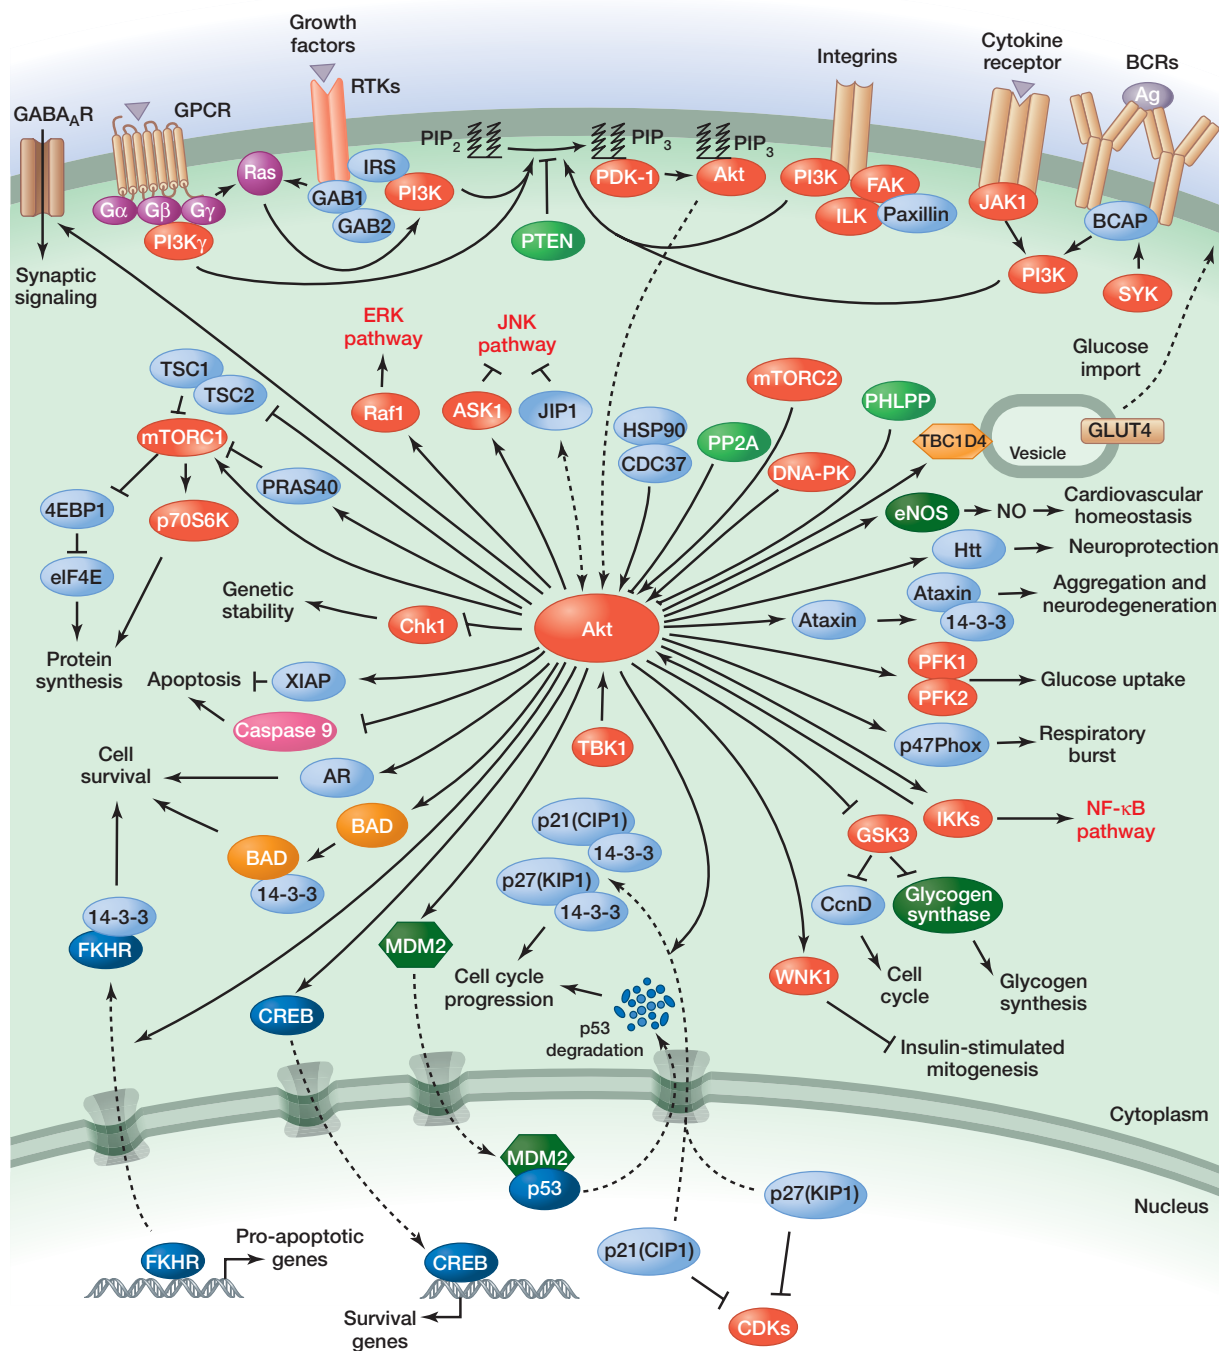 Growth
factors
RTKs
GABA_AR
GPCR
Integrins
Cytokine
receptor
BCRs
Ag
PIP2
PIP3
PIP3
Ras
IRS
GAB1
PI3K
GAB2
Gα
Gβ
Gγ
PI3Kγ
PTEN
PDK-1
Akt
PI3K
FAK
ILK
Paxillin
JAK1
BCAP
PI3K
SYK
Synaptic
signaling
ERK
pathway
JNK
pathway
Glucose
import
TSC1
TSC2
mTORC1
Raf1
ASK1
JIP1
HSP90
CDC37
PP2A
mTORC2
DNA-PK
PHLPP
TBC1D4
Vesicle
GLUT4
4EBP1
p70S6K
PRAS40
eNOS
NO
Cardiovascular
homeostasis
eIF4E
Htt
Neuroprotection
Genetic
stability
Chk1
Akt
Ataxin
Ataxin
14-3-3
Aggregation and
neurodegeneration
Protein
synthesis
Apoptosis
XIAP
Caspase 9
TBK1
PFK1
PFK2
Glucose uptake
p47Phox
Respiratory
burst
Cell
survival
AR
BAD
BAD
14-3-3
p21(CIP1)
14-3-3
p27(KIP1)
14-3-3
GSK3
IKKs
NF-κB
pathway
CcnD
Glycogen
synthase
14-3-3
FKHR
MDM2
Cell cycle
progression
WNK1
Cell
cycle
Glycogen
synthesis
CREB
p53
degradation
Insulin-stimulated
mitogenesis
Cytoplasm
MDM2
p53
p27(KIP1)
Nucleus
p21(CIP1)
FKHR
Pro-apoptotic
genes
CREB
Survival
genes
CDKs